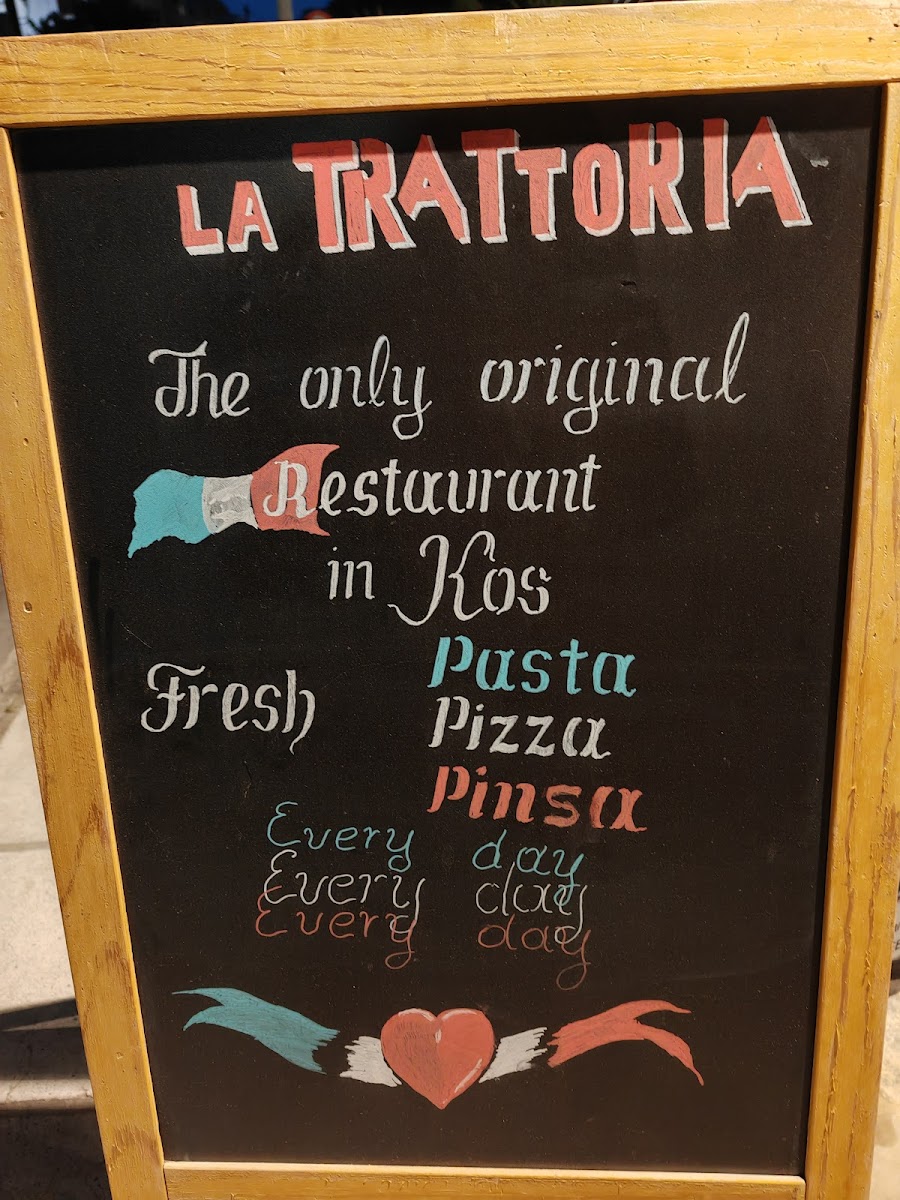 LA TRATTORIA
The only original
Restaurant
in Kos
Pasta
Fresh Pizza
Pinsa
Every day
Every day
Every day